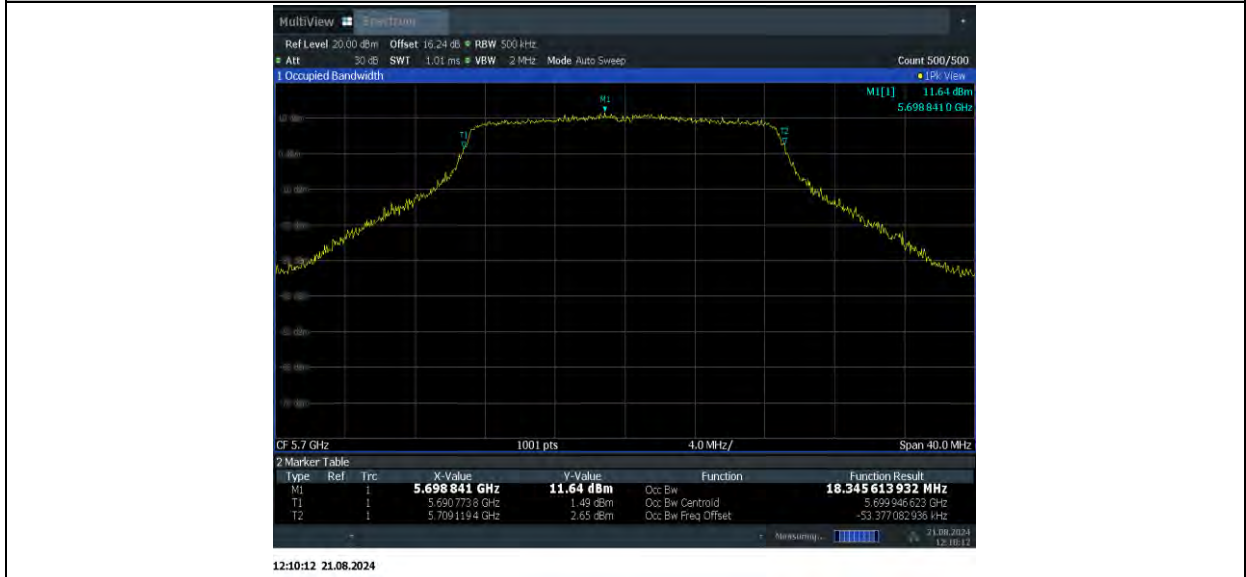 MultiView Spectrum
Ref Level 20.00 dBm Offset 16.24 dB RBW 500 kHz
Att 30 dB SWT 1.01 ms VBW 2 MHz Mode Auto Sweep Count 500/500
1 Occupied Bandwidth 1Pk View
M1[1] 11.64 dBm
5.698 841 0 GHz
M1
T1
T2
CF 5.7 GHz 1001 pts 4.0 MHz/ Span 40.0 MHz
2 Marker Table
Type Ref Trc X-Value Y-Value Function Function Result
M1 1 5.698 841 GHz 11.64 dBm Occ Bw 18.345 613 932 MHz
T1 1 5.690 773 8 GHz 1.49 dBm Occ Bw Centroid 5.699 946 623 GHz
T2 1 5.709 119 4 GHz 2.65 dBm Occ Bw Freq Offset -53.377 082 936 kHz
Measuring... 21.08.2024
12:10:12
12:10:12 21.08.2024